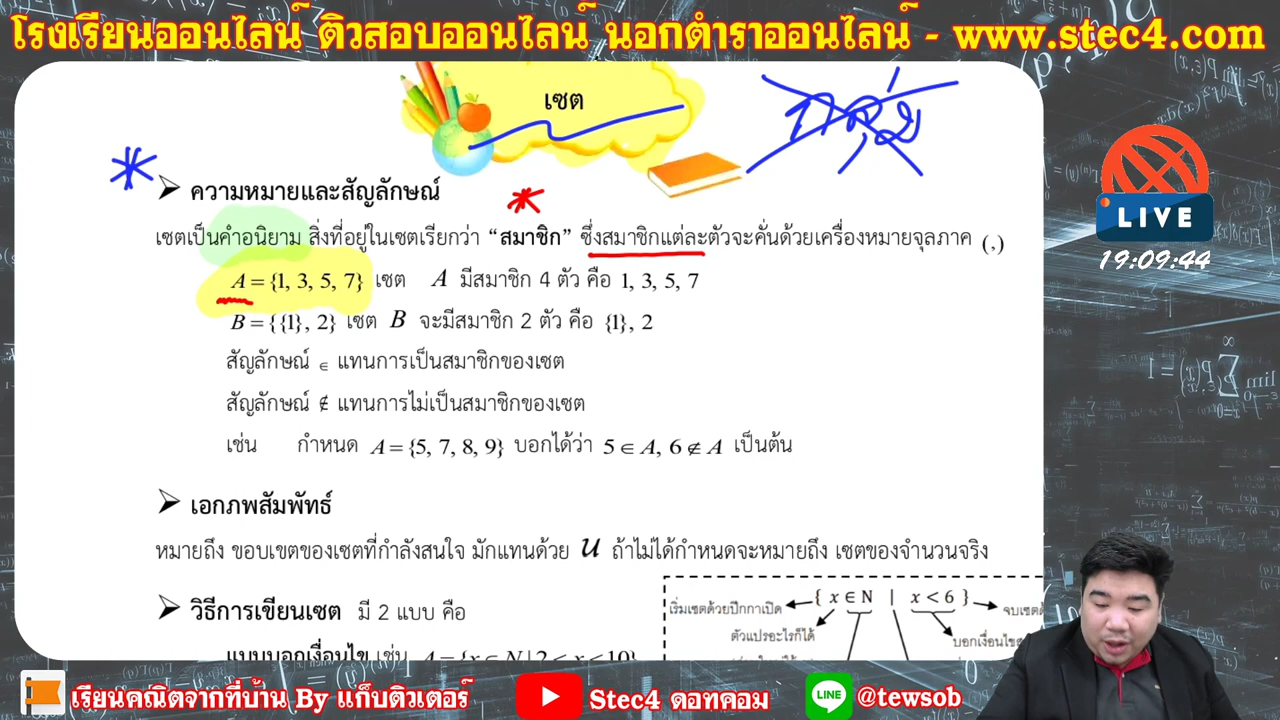 โรงเรียนออนไลน์ ติวสอบออนไลน์ นอกตำราออนไลน์ - www.stec4.com
เซต
ความหมายและสัญลักษณ์
เซตเป็นคำอนิยาม สิ่งที่อยู่ในเซตเรียกว่า “สมาชิก” ซึ่งสมาชิกแต่ละตัวจะคั่นด้วยเครื่องหมายจุลภาค (,)
A = {1, 3, 5, 7} เซต A มีสมาชิก 4 ตัว คือ 1, 3, 5, 7
B = {{1}, 2} เซต B จะมีสมาชิก 2 ตัว คือ {1}, 2
สัญลักษณ์ ∈ แทนการเป็นสมาชิกของเซต
สัญลักษณ์ ∉ แทนการไม่เป็นสมาชิกของเซต
เช่น กำหนด A = {5, 7, 8, 9} บอกได้ว่า 5 ∈ A, 6 ∉ A เป็นต้น
เอกภพสัมพัทธ์
หมายถึง ขอบเขตของเซตที่กำลังสนใจ มักแทนด้วย u ถ้าไม่ได้กำหนดจะหมายถึง เซตของจำนวนจริง
วิธีการเขียนเซต มี 2 แบบ คือ
แบบบอกเงื่อนไข เช่น
เริ่มเซตด้วยปีกกาเปิด { x ∈ N | x < 6 } จบเซต
ตัวแปรอะไรก็ได้ บอกเงื่อนไข
LIVE
19:09:44
เรียนคณิตจากที่บ้าน By แก็บติวเตอร์
Stec4 ดอทคอม
LINE @tewsob